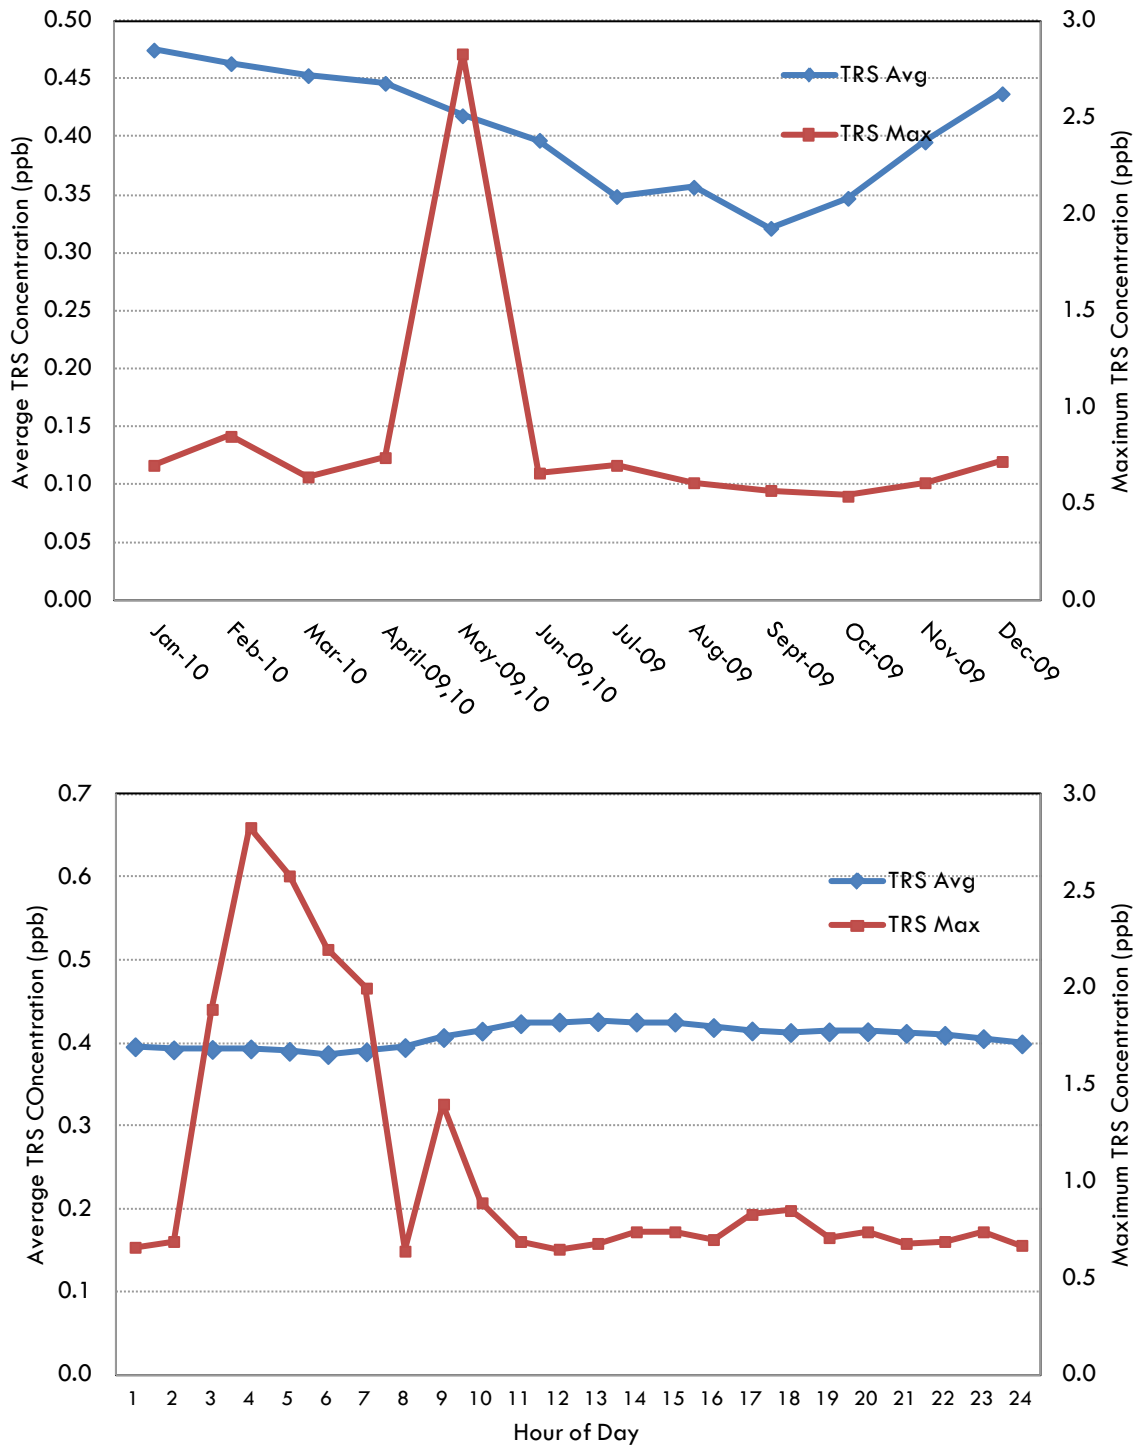 0.50
0.45
0.40
0.35
0.30
0.25
0.20
0.15
0.10
0.05
0.00
Average TRS Concentration (ppb)
3.0
2.5
2.0
1.5
1.0
0.5
0.0
Maximum TRS Concentration (ppb)
TRS Avg
TRS Max
Jan-10
Feb-10
Mar-10
April-09,10
May-09,10
Jun-09,10
Jul-09
Aug-09
Sept-09
Oct-09
Nov-09
Dec-09
0.7
0.6
0.5
0.4
0.3
0.2
0.1
0.0
Average TRS COncentration (ppb)
3.0
2.5
2.0
1.5
1.0
0.5
0.0
Maximum TRS Concentration (ppb)
TRS Avg
TRS Max
1 2 3 4 5 6 7 8 9 10 11 12 13 14 15 16 17 18 19 20 21 22 23 24
Hour of Day